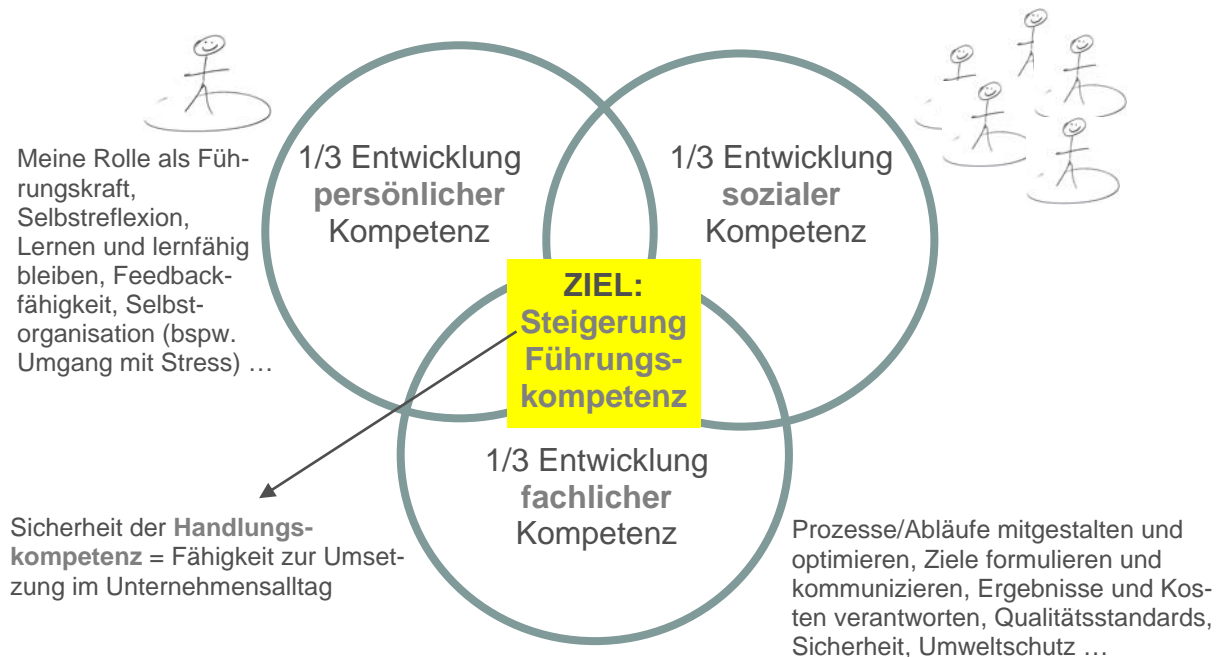 Meine Rolle als Füh-
rungskraft,
Selbstreflexion,
Lernen und lernfähig
bleiben, Feedback-
fähigkeit, Selbst-
organisation (bspw.
Umgang mit Stress) …
1/3 Entwicklung
persönlicher
Kompetenz
1/3 Entwicklung
sozialer
Kompetenz
ZIEL:
Steigerung
Führungs-
kompetenz
1/3 Entwicklung
fachlicher
Kompetenz
Sicherheit der Handlungs-
kompetenz = Fähigkeit zur Umset-
zung im Unternehmensalltag
Prozesse/Abläufe mitgestalten und
optimieren, Ziele formulieren und
kommunizieren, Ergebnisse und Kos-
ten verantworten, Qualitätsstandards,
Sicherheit, Umweltschutz …